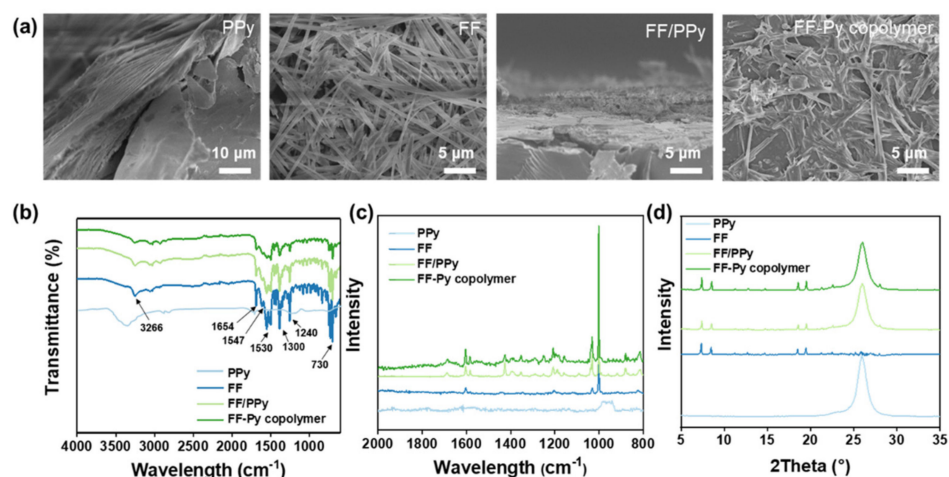 (a)
PPy
10 µm
FF
5 µm
FF/PPy
5 µm
FF-Py copolymer
5 µm
(b)
Transmittance (%)
3266
1654
1547
1530
1300
1240
730
PPy
FF
FF/PPy
FF-Py copolymer
4000 3500 3000 2500 2000 1500 1000
Wavelength (cm⁻¹)
(c)
Intensity
PPy
FF
FF/PPy
FF-Py copolymer
2000 1800 1600 1400 1200 1000 800
Wavelength (cm⁻¹)
(d)
Intensity
PPy
FF
FF/PPy
FF-Py copolymer
5 10 15 20 25 30 35
2Theta (°)